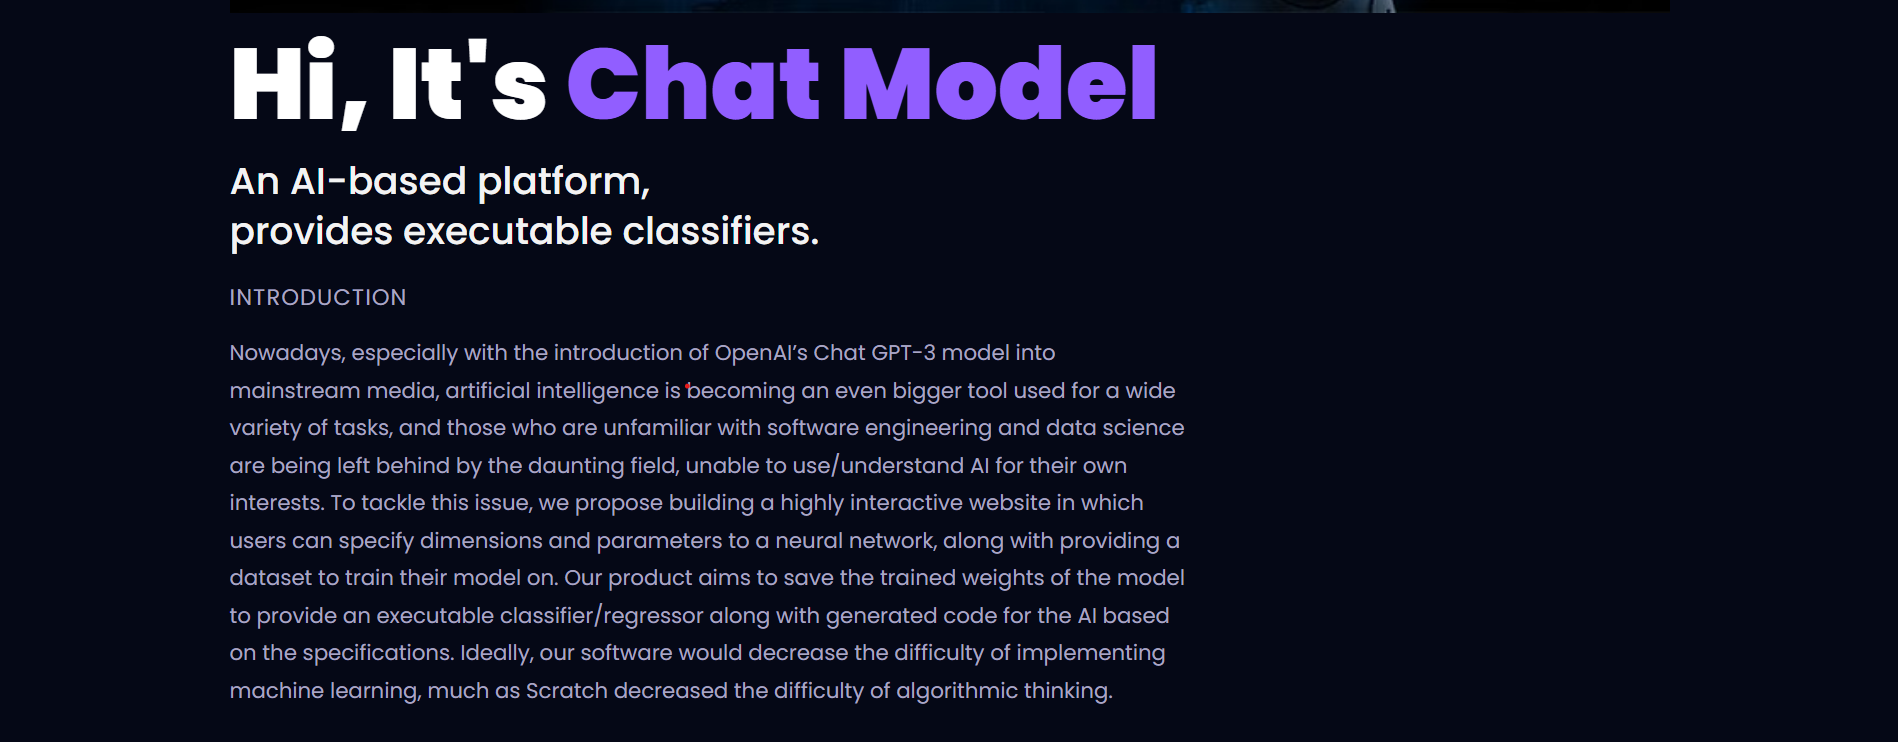 Hi, It's Chat Model
An AI-based platform,
provides executable classifiers.
INTRODUCTION
Nowadays, especially with the introduction of OpenAI’s Chat GPT-3 model into
mainstream media, artificial intelligence is becoming an even bigger tool used for a wide
variety of tasks, and those who are unfamiliar with software engineering and data science
are being left behind by the daunting field, unable to use/understand AI for their own
interests. To tackle this issue, we propose building a highly interactive website in which
users can specify dimensions and parameters to a neural network, along with providing a
dataset to train their model on. Our product aims to save the trained weights of the model
to provide an executable classifier/regressor along with generated code for the AI based
on the specifications. Ideally, our software would decrease the difficulty of implementing
machine learning, much as Scratch decreased the difficulty of algorithmic thinking.